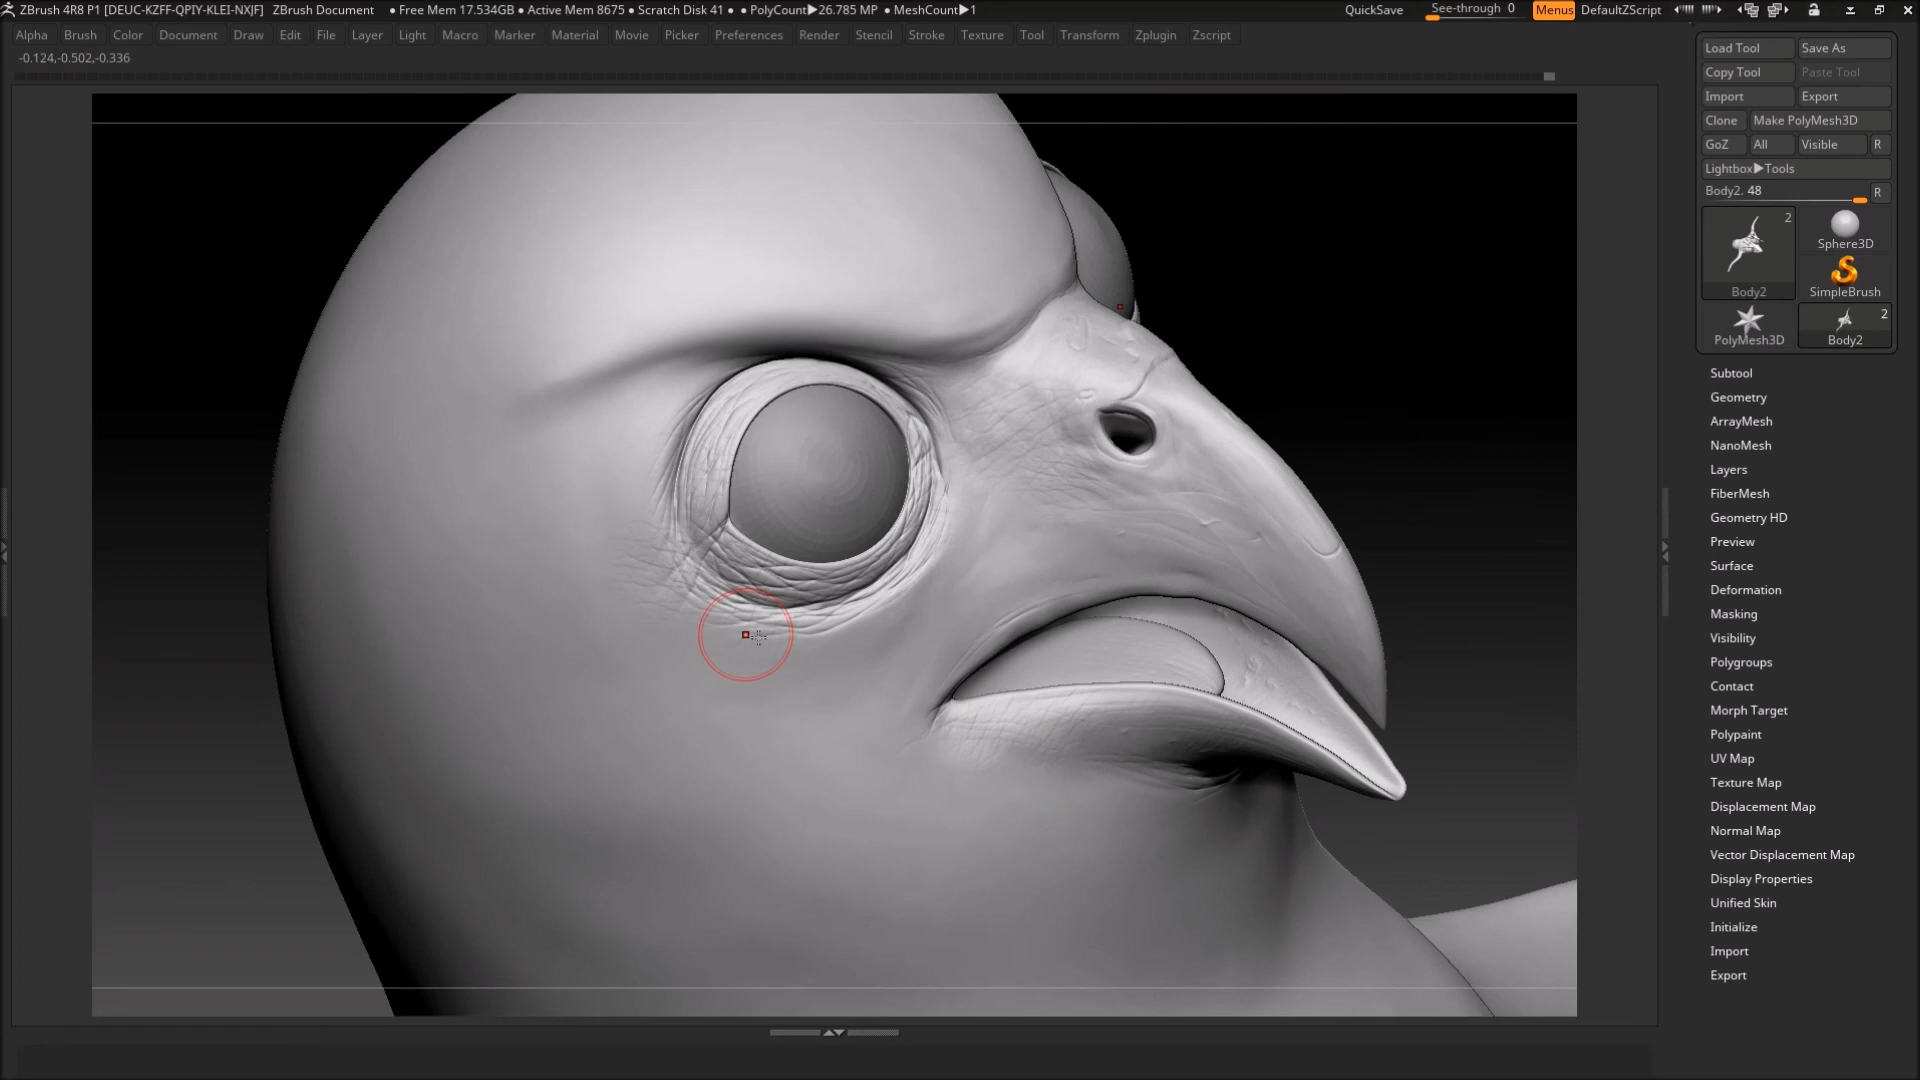 ZBrush 4R8 P1 [DEUC-KZFF-QPIY-KLEI-NXJF] ZBrush Document • Free Mem 17.534GB • Active Mem 8675 • Scratch Disk 41 • • PolyCount▶26.785 MP • MeshCount▶1 QuickSave See-through 0 Menus DefaultZScript
Alpha Brush Color Document Draw Edit File Layer Light Macro Marker Material Movie Picker Preferences Render Stencil Stroke Texture Tool Transform Zplugin Zscript
-0.124,-0.502,-0.336
Load Tool Save As
Copy Tool Paste Tool
Import Export
Clone Make PolyMesh3D
GoZ All Visible R
Lightbox▶Tools
Body2. 48 R
2
Sphere3D
Body2 SimpleBrush
2
PolyMesh3D Body2
Subtool
Geometry
ArrayMesh
NanoMesh
Layers
FiberMesh
Geometry HD
Preview
Surface
Deformation
Masking
Visibility
Polygroups
Contact
Morph Target
Polypaint
UV Map
Texture Map
Displacement Map
Normal Map
Vector Displacement Map
Display Properties
Unified Skin
Initialize
Import
Export